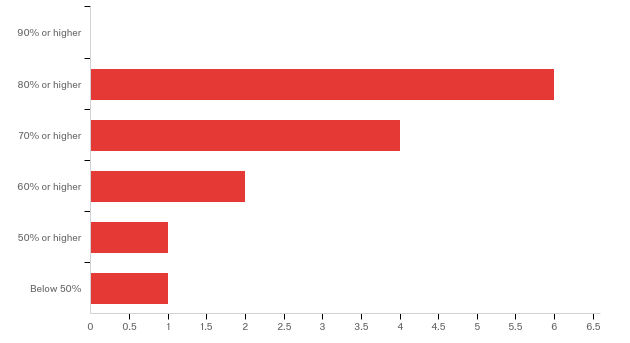 90% or higher
80% or higher
70% or higher
60% or higher
50% or higher
Below 50%
0 0.5 1 1.5 2 2.5 3 3.5 4 4.5 5 5.5 6 6.5